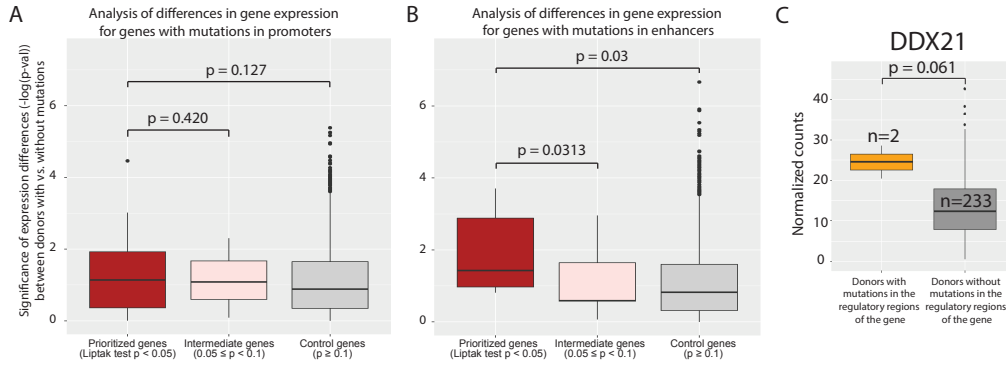 A
Analysis of differences in gene expression
for genes with mutations in promoters
Significance of expression differences (-log(p-val))
between donors with v.s. without mutations
6
4
2
0
p = 0.127
p = 0.420
Prioritized genes
(Liptak test p < 0.05)
Intermediate genes
(0.05 ≤ p < 0.1)
Control genes
(p ≥ 0.1)
B
Analysis of differences in gene expression
for genes with mutations in enhancers
6
4
2
0
p = 0.03
p = 0.0313
Prioritized genes
(Liptak test p < 0.05)
Intermediate genes
(0.05 ≤ p < 0.1)
Control genes
(p ≥ 0.1)
C
DDX21
p = 0.061
Normalized counts
40
30
20
10
0
n=2
n=233
Donors with
mutations in the
regulatory regions
of the gene
Donors without
mutations in the
regulatory regions
of the gene